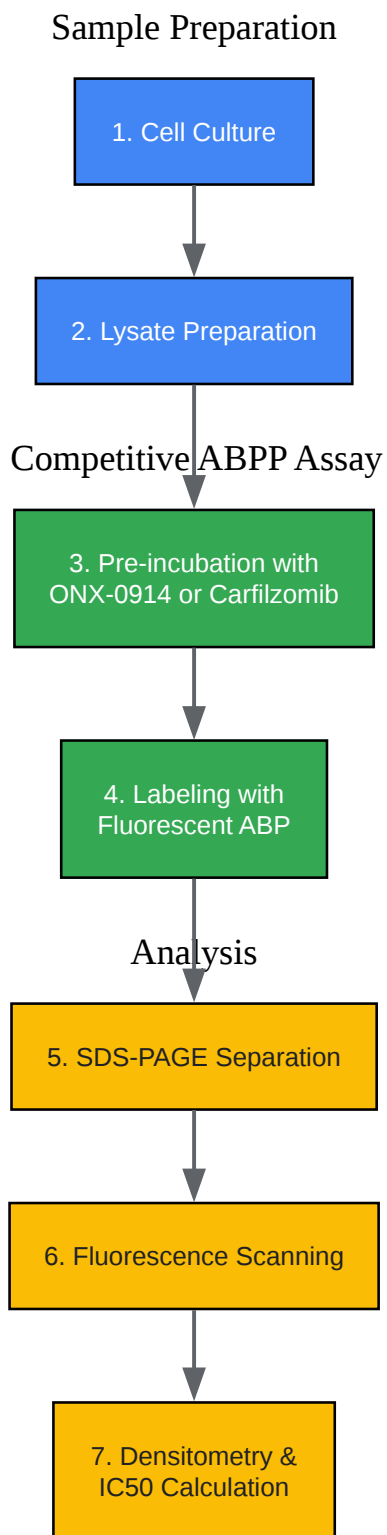 Sample Preparation
1. Cell Culture
2. Lysate Preparation
Competitive ABPP Assay
3. Pre-incubation with
ONX-0914 or Carfilzomib
4. Labeling with
Fluorescent ABP
Analysis
5. SDS-PAGE Separation
6. Fluorescence Scanning
7. Densitometry &
IC50 Calculation